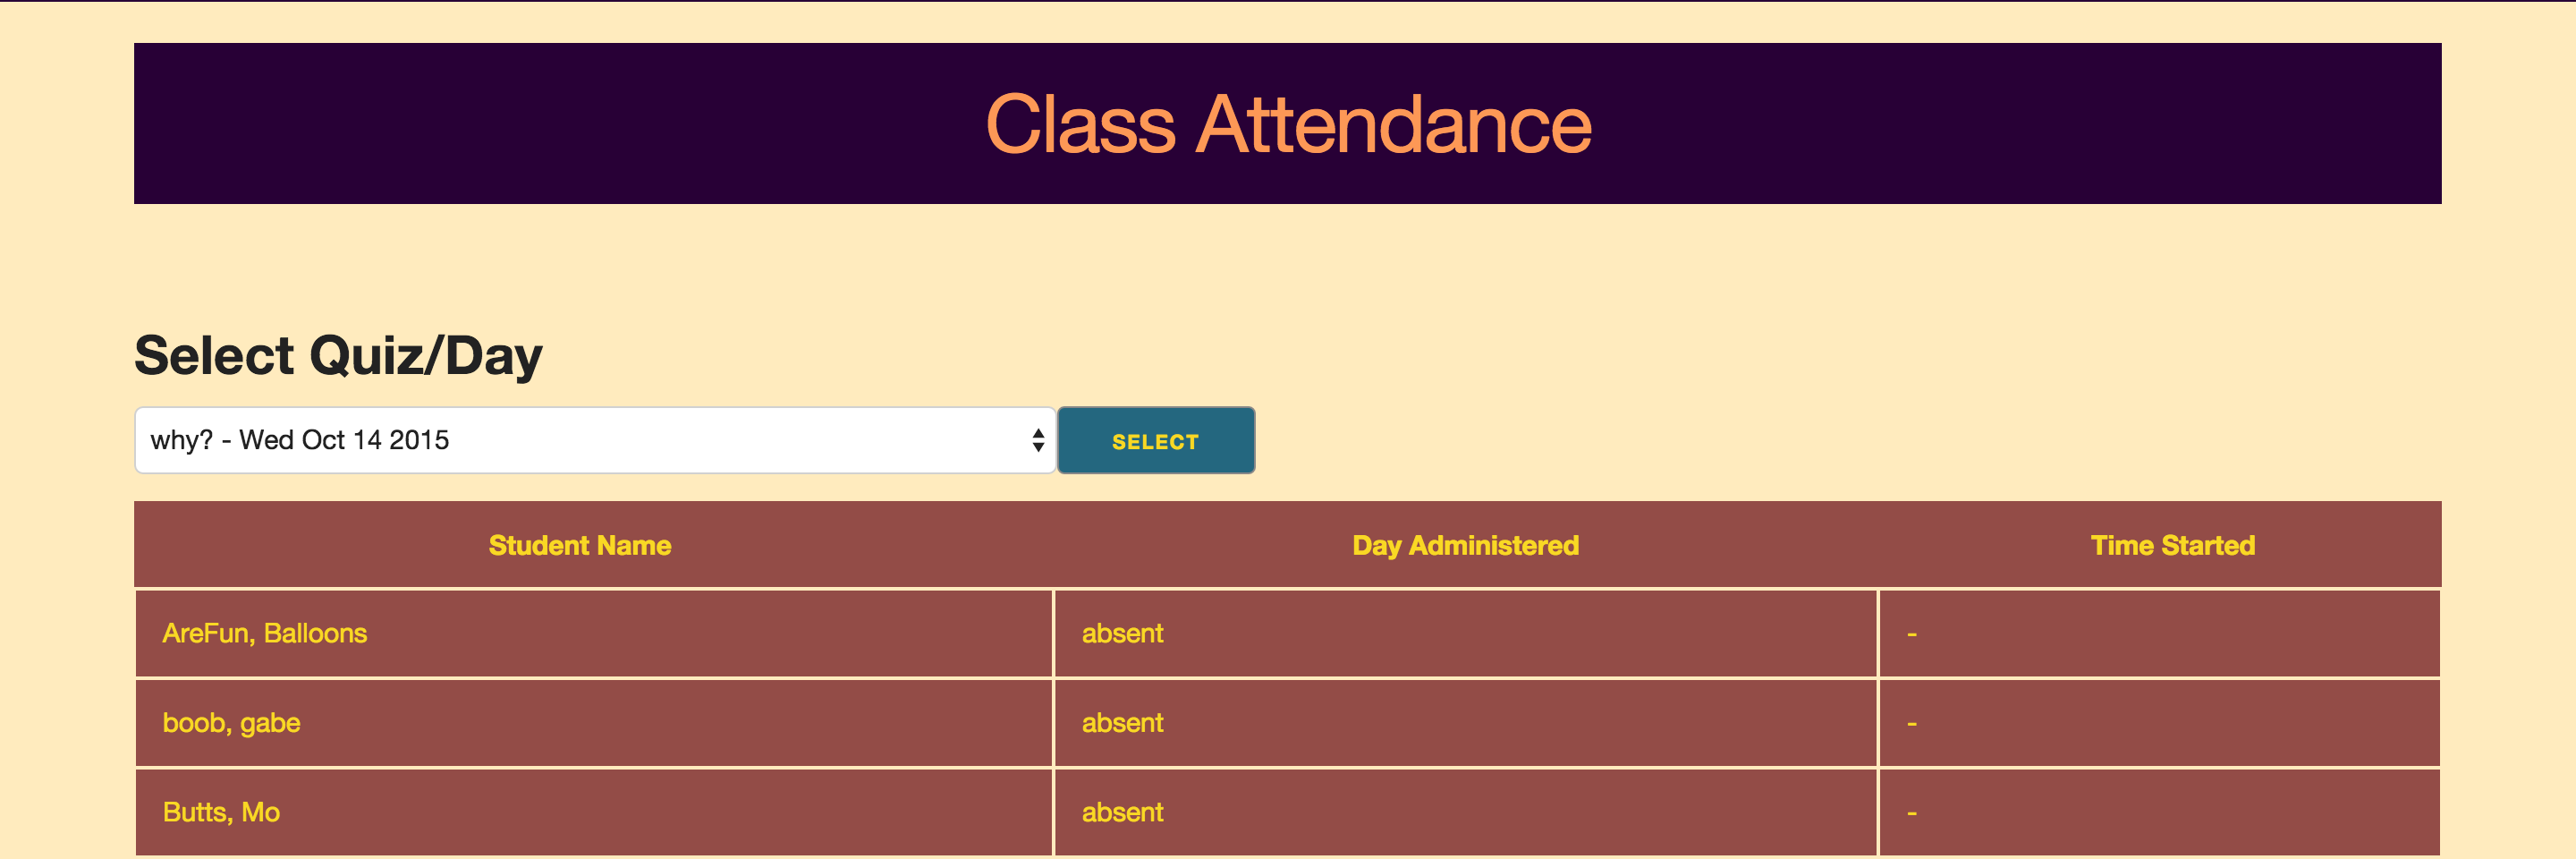 Class Attendance
Select Quiz/Day
why? - Wed Oct 14 2015 SELECT
Student Name Day Administered Time Started
AreFun, Balloons absent -
boob, gabe absent -
Butts, Mo absent -